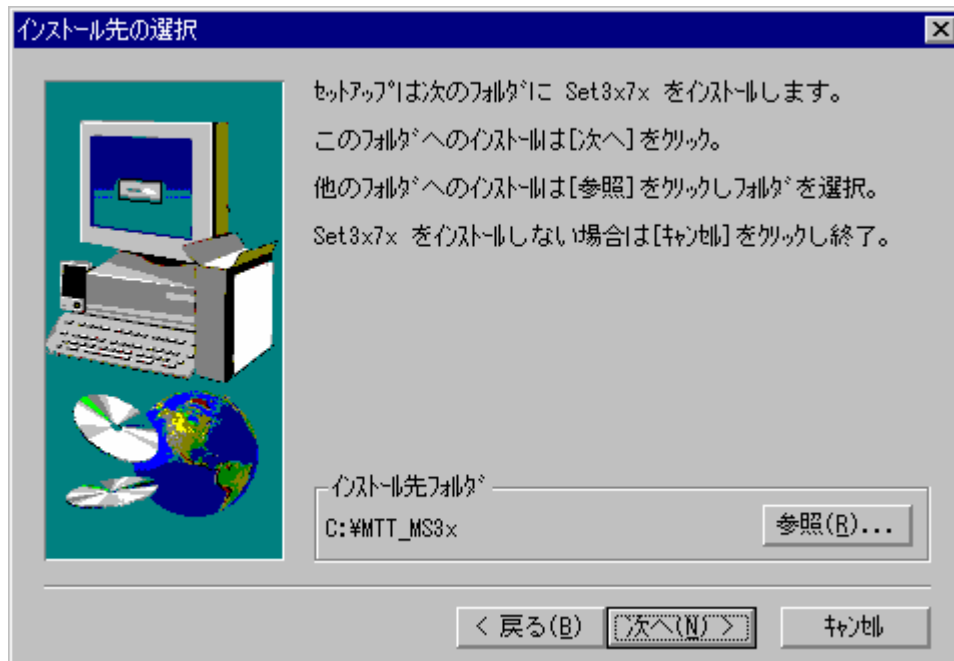 インストール先の選択
ｾｯﾄｱｯﾌﾟは次のﾌｫﾙﾀﾞに Set3x7x をｲﾝｽﾄｰﾙします。
このﾌｫﾙﾀﾞへのｲﾝｽﾄｰﾙは[次へ]をｸﾘｯｸ。
他のﾌｫﾙﾀﾞへのｲﾝｽﾄｰﾙは[参照]をｸﾘｯｸしﾌｫﾙﾀﾞを選択。
Set3x7x をｲﾝｽﾄｰﾙしない場合は[ｷｬﾝｾﾙ]をｸﾘｯｸし終了。
ｲﾝｽﾄｰﾙ先ﾌｫﾙﾀﾞ
C:¥MTT_MS3x
参照(R)...
< 戻る(B)
次へ(N) >
ｷｬﾝｾﾙ